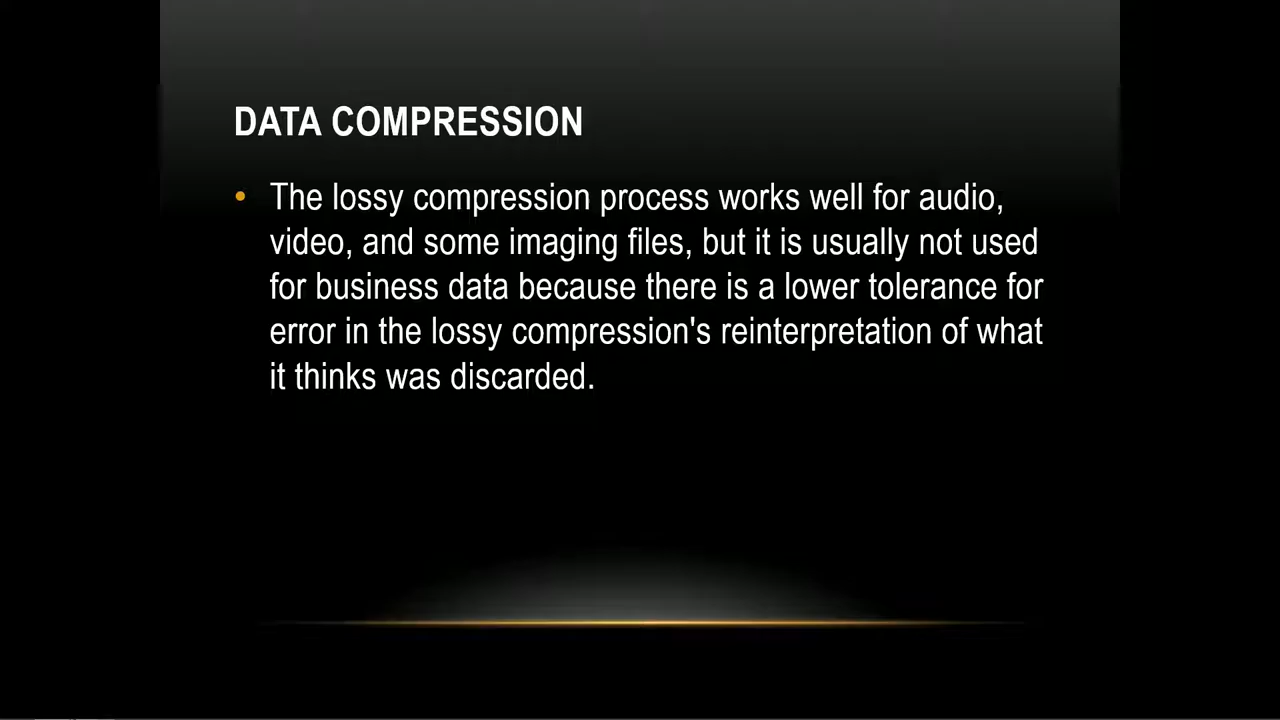 DATA COMPRESSION
• The lossy compression process works well for audio,
video, and some imaging files, but it is usually not used
for business data because there is a lower tolerance for
error in the lossy compression's reinterpretation of what
it thinks was discarded.